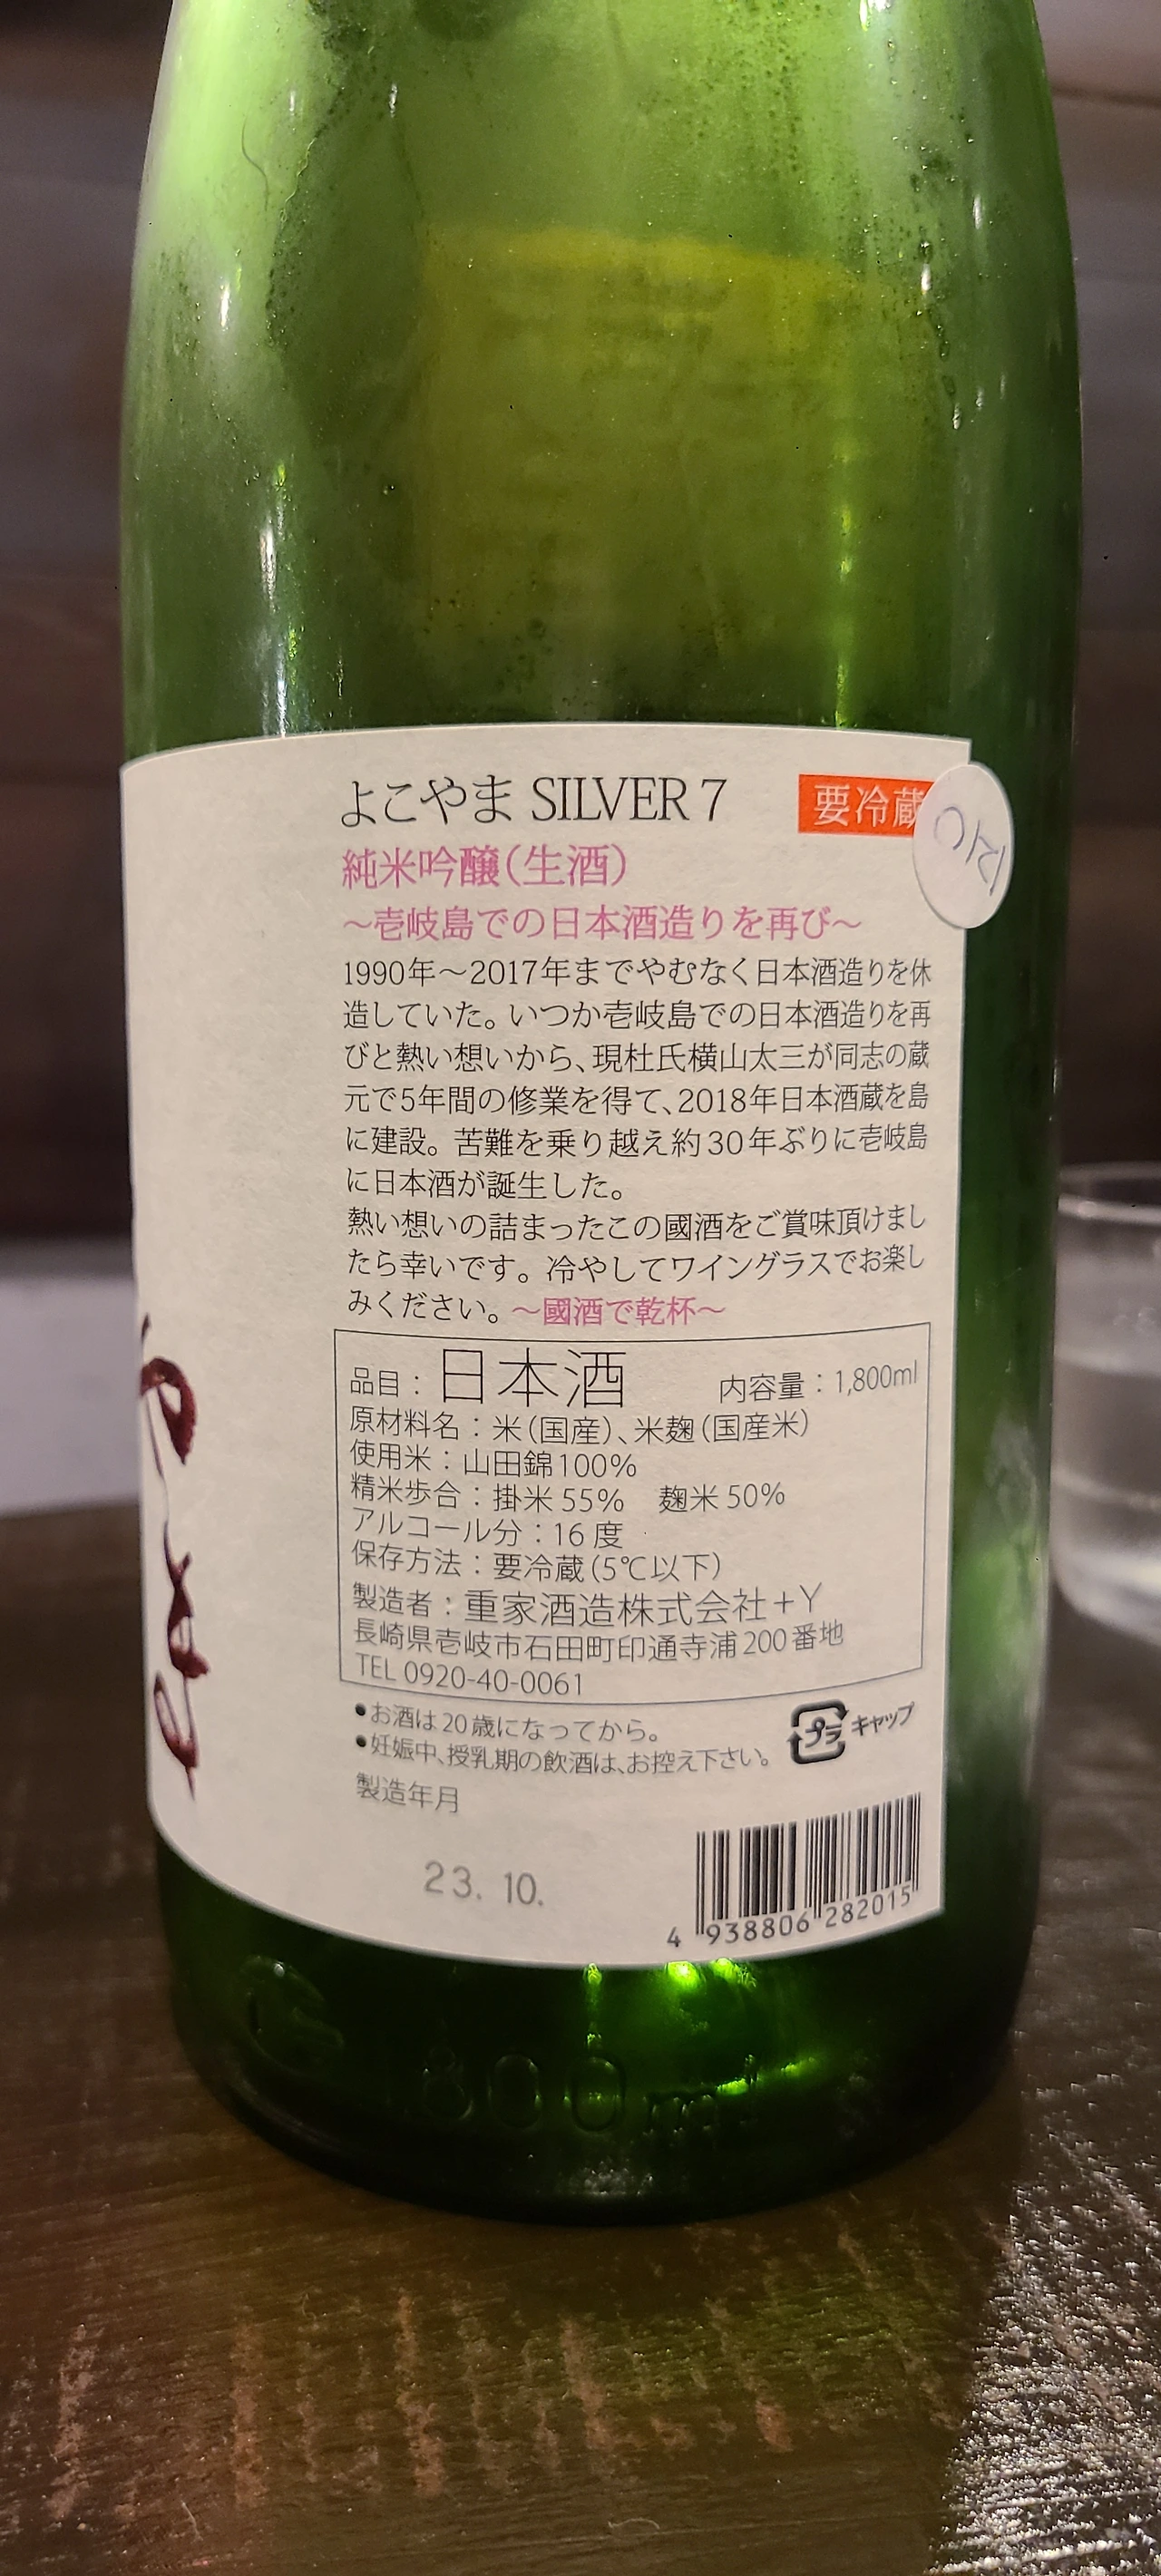 よこやま SILVER 7
要冷蔵
純米吟醸(生酒)
～壱岐島での日本酒造りを再び～
1990年～2017年までやむなく日本酒造りを休
造していた。いつか壱岐島での日本酒造りを再
びと熱い想いから、現杜氏横山太三が同志の蔵
元で5年間の修業を得て、2018年日本酒蔵を島
に建設。苦難を乗り越え約30年ぶりに壱岐島
に日本酒が誕生した。
熱い想いの詰まったこの國酒をご賞味頂けまし
たら幸いです。冷やしてワイングラスでお楽し
みください。～國酒で乾杯～
品目：日本酒 内容量：1,800ml
原材料名：米(国産)、米麹(国産米)
使用米：山田錦100%
精米歩合：掛米55% 麹米50%
アルコール分：16度
保存方法：要冷蔵(5℃以下)
製造者：重家酒造株式会社+Y
長崎県壱岐市石田町印通寺浦200番地
TEL 0920-40-0061
●お酒は20歳になってから。
●妊娠中、授乳期の飲酒は、お控え下さい。
プラ キャップ
製造年月
23. 10.
4 938806 282015
800ml